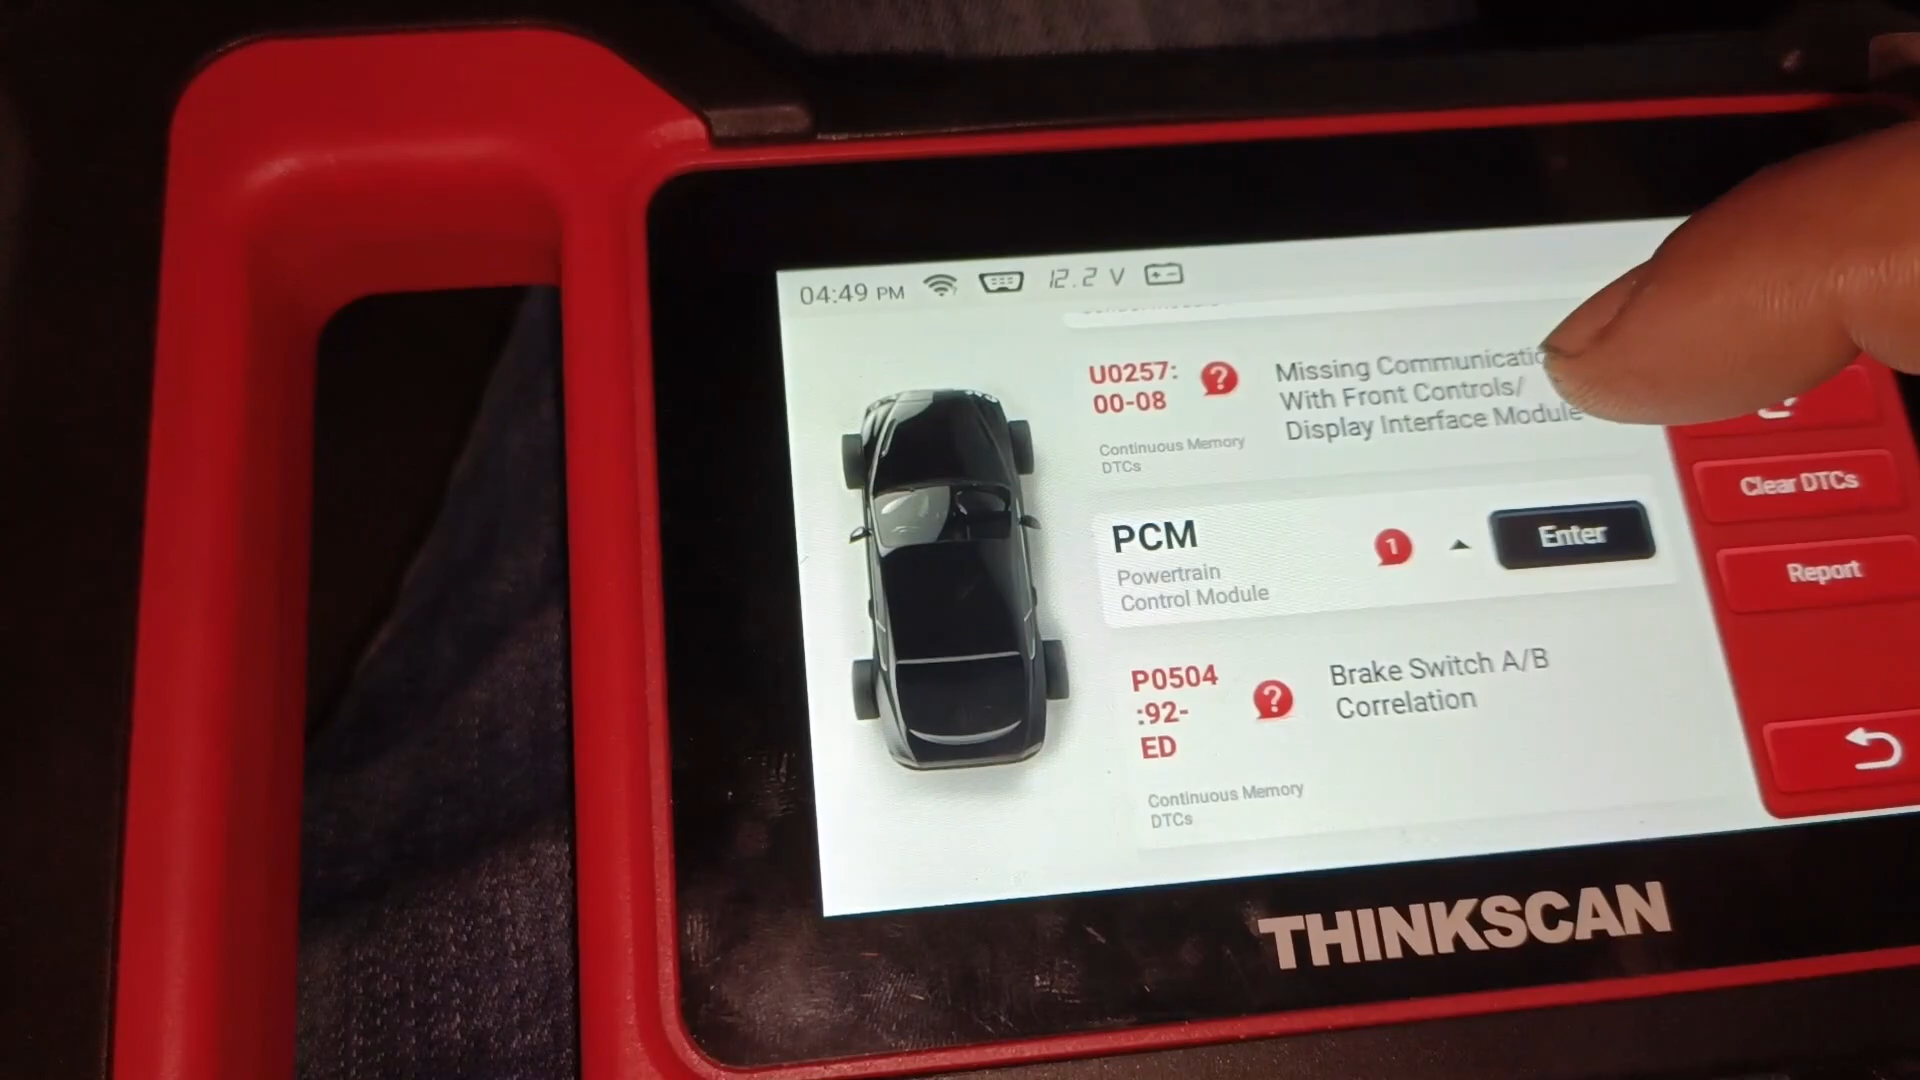 04:49 PM 12.2 V
U0257:
00-08
Missing Communicatio
With Front Controls/
Display Interface Module
Continuous Memory
DTCs
PCM
Powertrain
Control Module
1
Enter
P0504
:92-
ED
Brake Switch A/B
Correlation
Continuous Memory
DTCs
Clear DTCs
Report
THINKSCAN